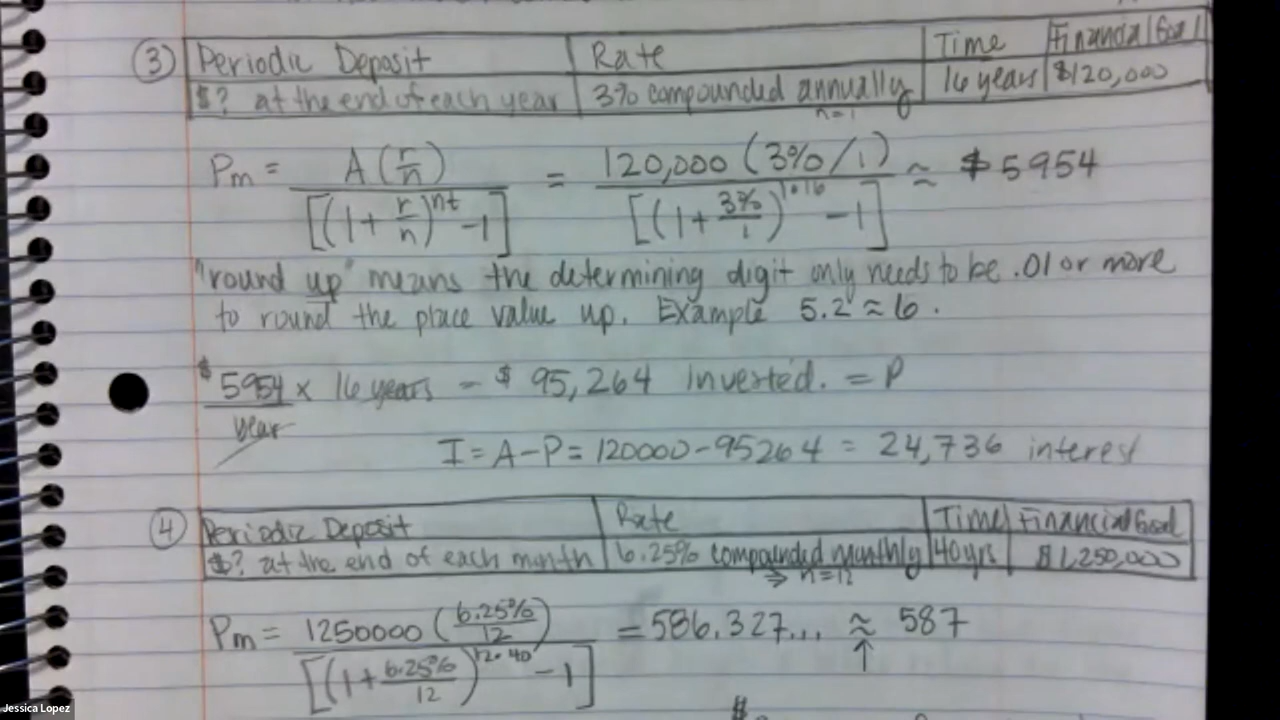 ③ Periodic Deposit | Rate | Time | Financial Goal
$? at the end of each year | 3% compounded annually | 16 years | $120,000
n=1
Pm = A(r/n) / [(1+r/n)^nt -1] = 120,000 (3%/1) / [(1+3%/1)^1·16 -1] ≈ $5954
"round up" means the determining digit only needs to be .01 or more
to round the place value up. Example 5.2≈6.
$5954/year × 16 years = $95,264 invested. = P
I = A-P = 120000-95264 = 24,736 interest
④ Periodic Deposit | Rate | Time | Financial Goal
$? at the end of each month | 6.25% compounded monthly | 40yrs | $1,250,000
⇒ n=12
Pm = 1250000 (6.25%/12) / [(1+6.25%/12)^12·40 -1] = 586.327... ≈ 587
↑
$
Jessica Lopez